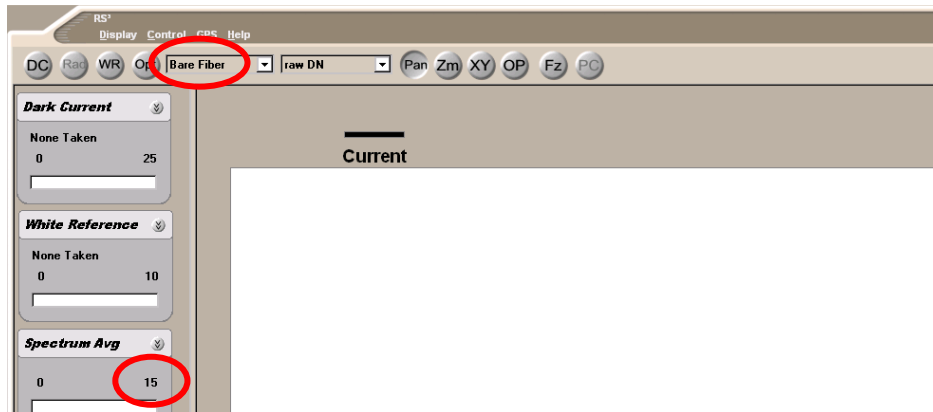 RS³
Display Control GPS Help
DC Rad WR Opt Bare Fiber raw DN Pan Zm XY OP Fz PC
Dark Current
None Taken
0 25
Current
White Reference
None Taken
0 10
Spectrum Avg
0 15